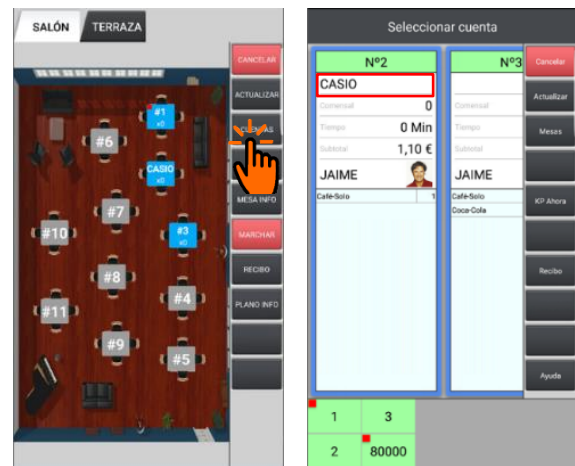 SALÓN
TERRAZA
CANCELAR
ACTUALIZAR
#1
x0
#6
CASIO
x0
#7
MESA INFO
#10
#3
x0
MARCHAR
#8
RECIBO
#4
#11
PLANO INFO
#9
#5
Seleccionar cuenta
Nº2
Nº3
Cancelar
CASIO
Comensal 0
Comensal
Actualizar
Tiempo 0 Min
Tiempo
Mesas
Subtotal 1,10 €
Subtotal
JAIME
JAIME
Café-Solo 1
Café-Solo
KP Ahora
Coca-Cola
Recibo
Ayuda
1 3
2 80000